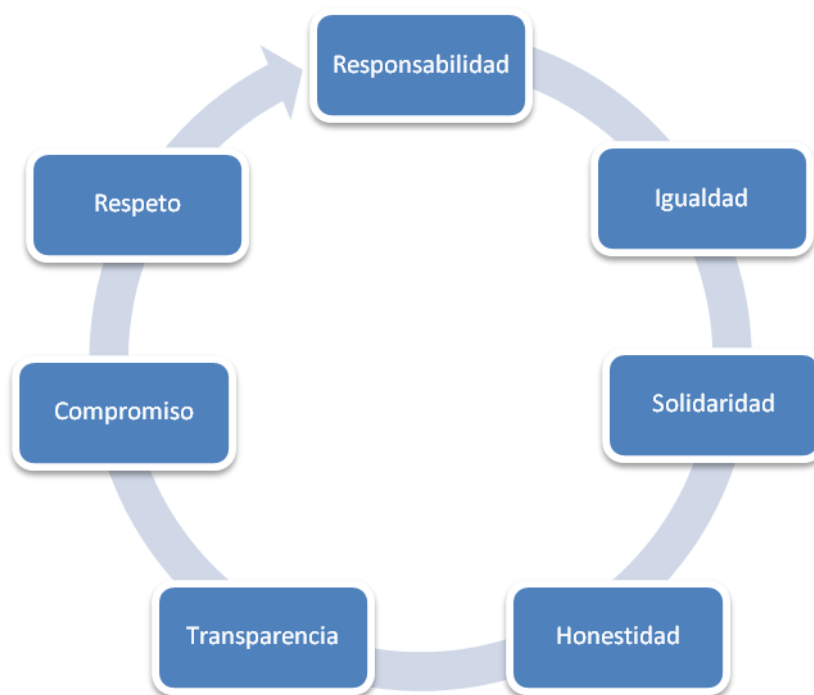 Responsabilidad
Igualdad
Solidaridad
Honestidad
Transparencia
Compromiso
Respeto